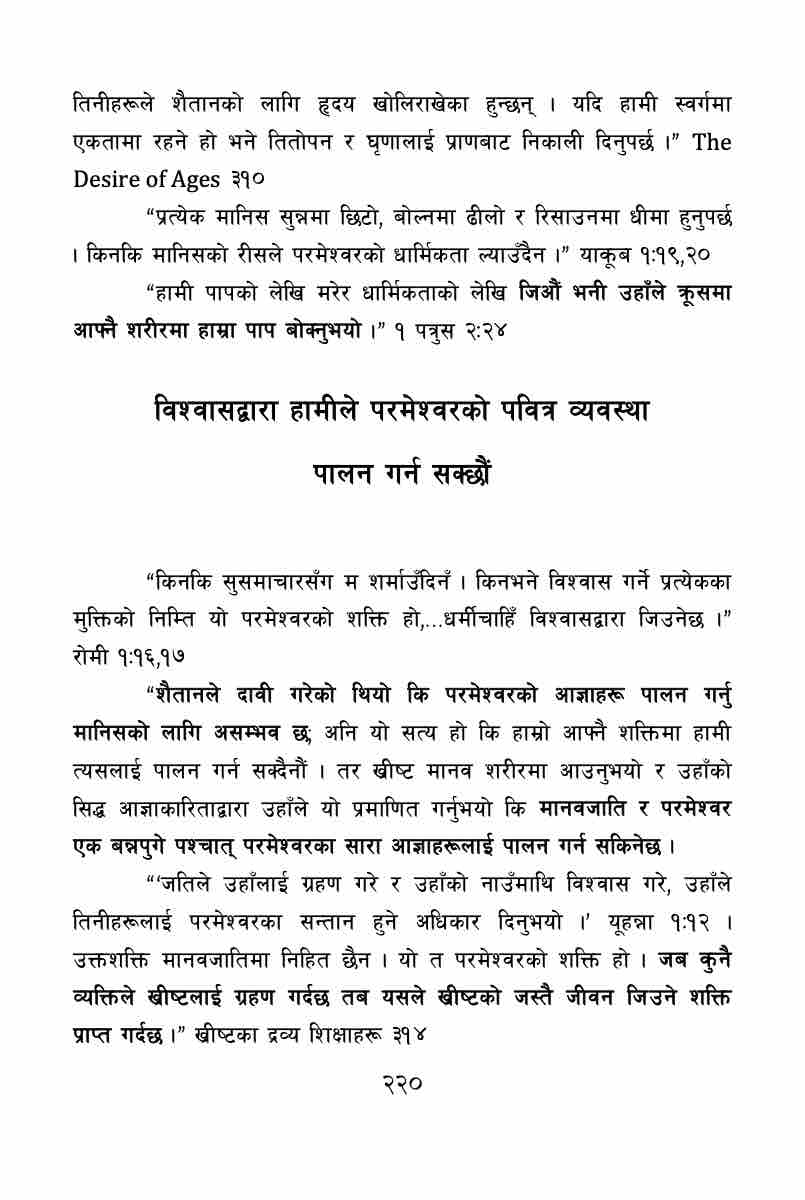 तिनीहरूले शैतानको लागि हृदय खोलिराखेका हुन्छन् । यदि हामी स्वर्गमा
एकतामा रहने हो भने तितोपन र घृणालाई प्राणबाट निकाली दिनुपर्छ ।” The
Desire of Ages ३१०
“प्रत्येक मानिस सुन्नमा छिटो, बोल्नमा ढीलो र रिसाउनमा धीमा हुनुपर्छ
। किनकि मानिसको रीसले परमेश्वरको धार्मिकता ल्याउँदैन ।” याकूब १:१९,२०
“हामी पापको लेखि मरेर धार्मिकताको लेखि जिऔं भनी उहाँले क्रूसमा
आफ्नै शरीरमा हाम्रा पाप बोक्नुभयो ।” १ पत्रुस २:२४
विश्वासद्वारा हामीले परमेश्वरको पवित्र व्यवस्था
पालन गर्न सक्छौं
“किनकि सुसमाचारसँग म शर्माउँदिनँ । किनभने विश्वास गर्ने प्रत्येकका
मुक्तिको निम्ति यो परमेश्वरको शक्ति हो,...धर्मीचाहिँ विश्वासद्वारा जिउनेछ ।”
रोमी १:१६,१७
“शैतानले दावी गरेको थियो कि परमेश्वरको आज्ञाहरू पालन गर्नु
मानिसको लागि असम्भव छ; अनि यो सत्य हो कि हाम्रो आफ्नै शक्तिमा हामी
त्यसलाई पालन गर्न सक्दैनौं । तर ख्रीष्ट मानव शरीरमा आउनुभयो र उहाँको
सिद्ध आज्ञाकारिताद्वारा उहाँले यो प्रमाणित गर्नुभयो कि मानवजाति र परमेश्वर
एक बन्नपुगे पश्चात् परमेश्वरका सारा आज्ञाहरूलाई पालन गर्न सकिनेछ ।
“‘जतिले उहाँलाई ग्रहण गरे र उहाँको नाउँमाथि विश्वास गरे, उहाँले
तिनीहरूलाई परमेश्वरका सन्तान हुने अधिकार दिनुभयो ।’ यूहन्ना १:१२ ।
उक्तशक्ति मानवजातिमा निहित छैन । यो त परमेश्वरको शक्ति हो । जब कुनै
व्यक्तिले ख्रीष्टलाई ग्रहण गर्दछ तब यसले ख्रीष्टको जस्तै जीवन जिउने शक्ति
प्राप्त गर्दछ ।” ख्रीष्टका द्रव्य शिक्षाहरू ३१४
२२०